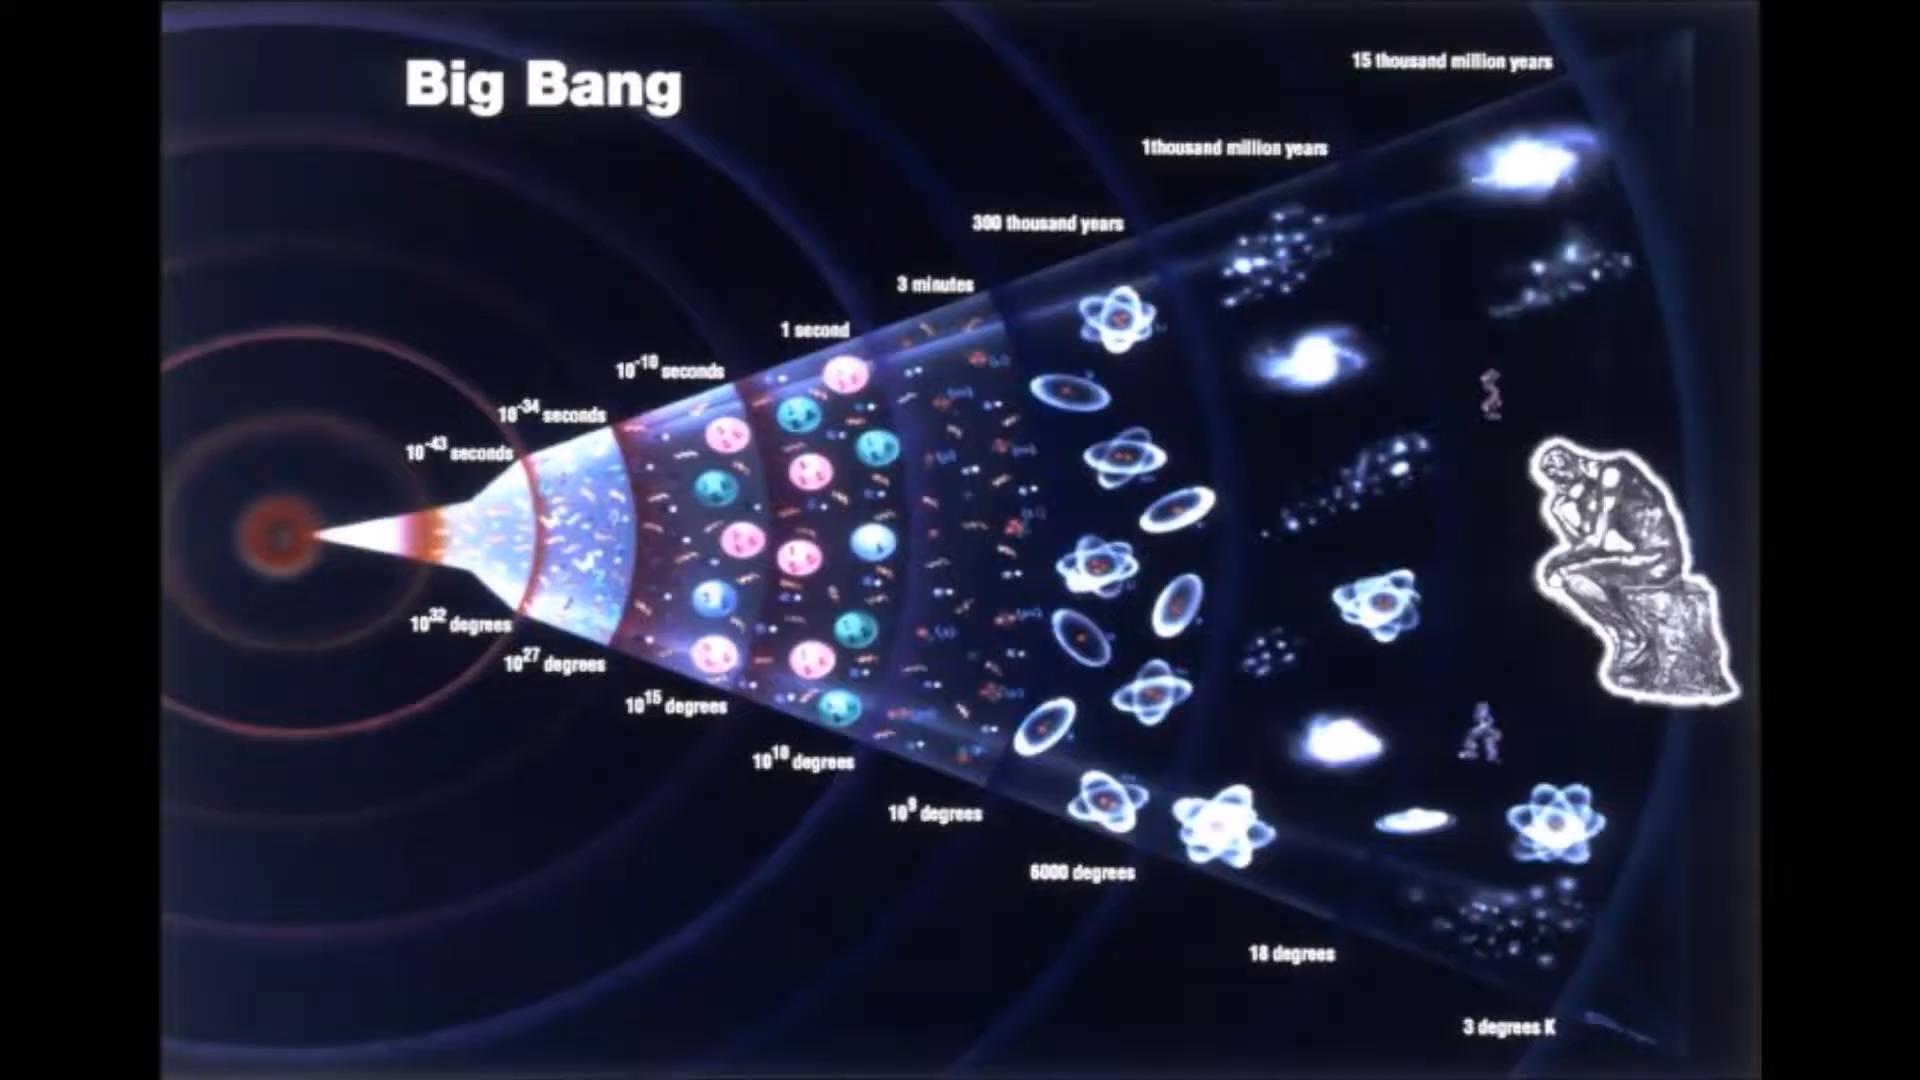 Big Bang
15 thousand million years
1thousand million years
300 thousand years
3 minutes
1 second
10⁻¹⁰ seconds
10⁻³⁴ seconds
10⁻⁴³ seconds
10³² degrees
10²⁷ degrees
10¹⁵ degrees
10¹⁰ degrees
10⁹ degrees
6000 degrees
18 degrees
3 degrees K